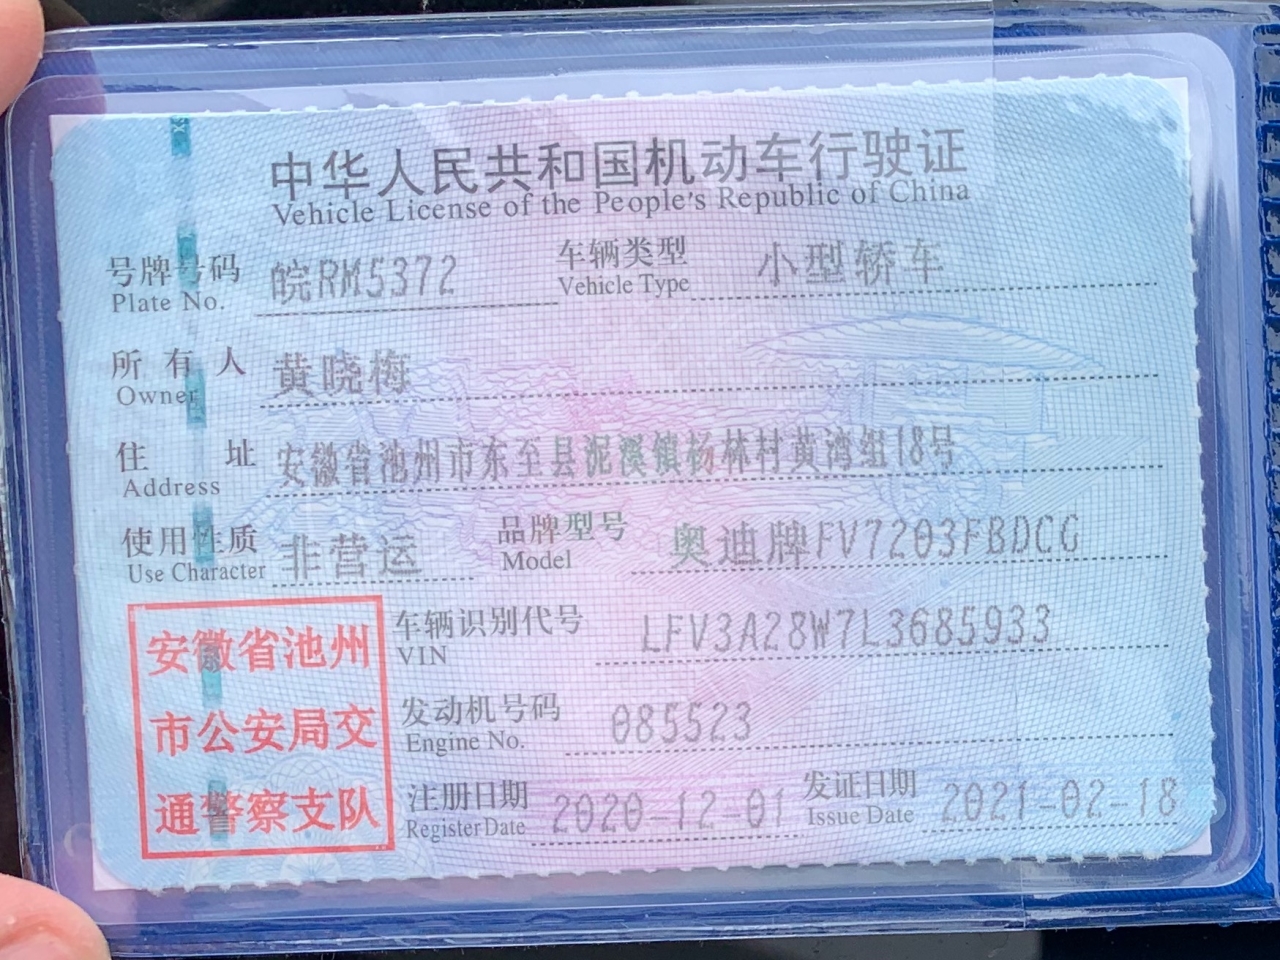 中华人民共和国机动车行驶证
Vehicle License of the People's Republic of China
号牌号码 皖RM5372 车辆类型 小型轿车
Plate No. Vehicle Type
所有人 黄晓梅
Owner
住址 安徽省池州市东至县泥溪镇杨林村黄湾组18号
Address
使用性质 非营运 品牌型号 奥迪牌FV7203FBDCG
Use Character Model
安徽省池州
市公安局交
通警察支队
车辆识别代号 LFV3A28W7L3685933
VIN
发动机号码 085523
Engine No.
注册日期 2020-12-01 发证日期 2021-02-18
Register Date Issue Date